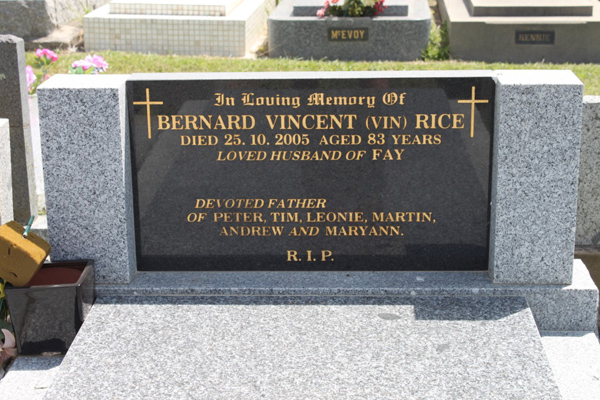 McEVOY
RENNIE
In Loving Memory Of
BERNARD VINCENT (VIN) RICE
DIED 25. 10. 2005 AGED 83 YEARS
LOVED HUSBAND OF FAY
DEVOTED FATHER
OF PETER, TIM, LEONIE, MARTIN,
ANDREW AND MARYANN.
R. I. P.